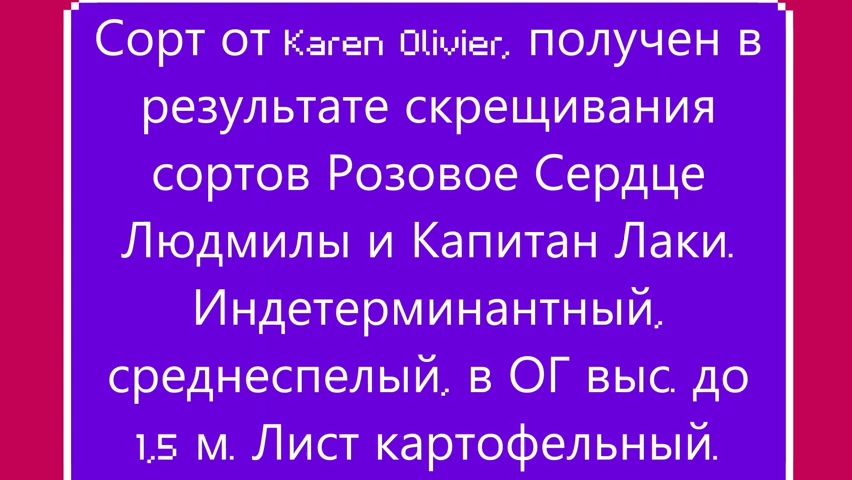 Сорт от Karen Olivier, получен в
результате скрещивания
сортов Розовое Сердце
Людмилы и Капитан Лаки.
Индетерминантный,
среднеспелый, в ОГ выс. до
1,5 м. Лист картофельный.